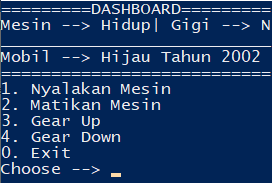 =========DASHBOARD=========
Mesin --> Hidup| Gigi --> N
___________________________
Mobil --> Hijau Tahun 2002
===========================
1. Nyalakan Mesin
2. Matikan Mesin
3. Gear Up
4. Gear Down
0. Exit
Choose --> _